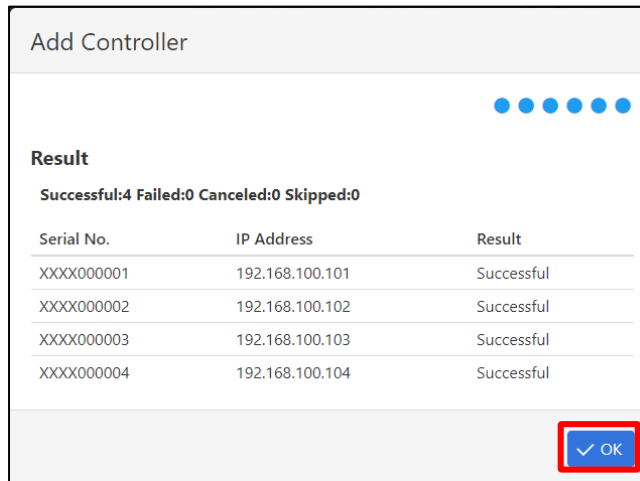 Add Controller
Result
Successful:4 Failed:0 Canceled:0 Skipped:0
Serial No. IP Address Result
XXXX000001 192.168.100.101 Successful
XXXX000002 192.168.100.102 Successful
XXXX000003 192.168.100.103 Successful
XXXX000004 192.168.100.104 Successful
OK